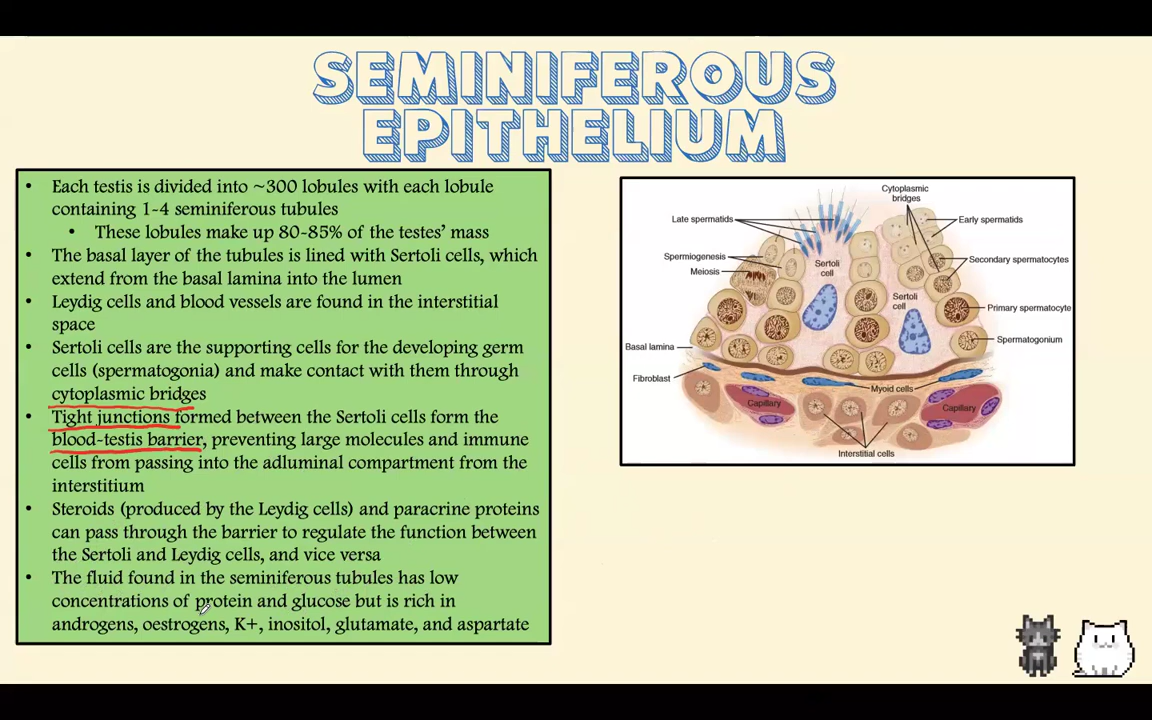 SEMINIFEROUS
EPITHELIUM
• Each testis is divided into ~300 lobules with each lobule
containing 1-4 seminiferous tubules
• These lobules make up 80-85% of the testes' mass
• The basal layer of the tubules is lined with Sertoli cells, which
extend from the basal lamina into the lumen
• Leydig cells and blood vessels are found in the interstitial
space
• Sertoli cells are the supporting cells for the developing germ
cells (spermatogonia) and make contact with them through
cytoplasmic bridges
• Tight junctions formed between the Sertoli cells form the
blood-testis barrier, preventing large molecules and immune
cells from passing into the adluminal compartment from the
interstitium
• Steroids (produced by the Leydig cells) and paracrine proteins
can pass through the barrier to regulate the function between
the Sertoli and Leydig cells, and vice versa
• The fluid found in the seminiferous tubules has low
concentrations of protein and glucose but is rich in
androgens, oestrogens, K+, inositol, glutamate, and aspartate
Cytoplasmic
bridges
Late spermatids
Early spermatids
Spermiogenesis
Meiosis
Sertoli
cell
Secondary spermatocytes
Sertoli
cell
Primary spermatocyte
Spermatogonium
Basal lamina
Fibroblast
Myoid cells
Capillary
Capillary
Interstitial cells